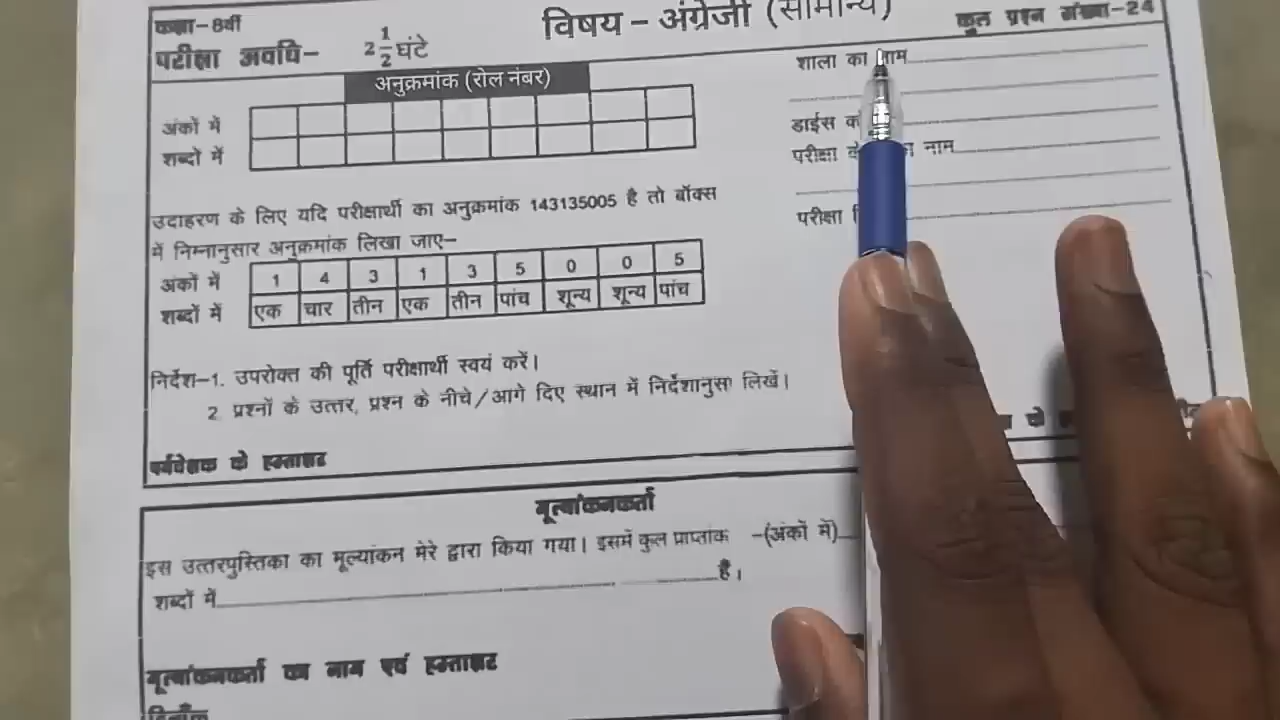 कक्षा–8वीं
विषय – अंग्रेजी (सामान्य)
कुल प्रश्न संख्या–24
परीक्षा अवधि– 2 1/2 घंटे
अनुक्रमांक (रोल नंबर)
अंकों में
शब्दों में
शाला का नाम
डाईस
परीक्षा नाम
परीक्षा
उदाहरण के लिए यदि परीक्षार्थी का अनुक्रमांक 143135005 है तो बॉक्स
में निम्नानुसार अनुक्रमांक लिखा जाए–
अंकों में 1 4 3 1 3 5 0 0 5
शब्दों में एक चार तीन एक तीन पांच शून्य शून्य पांच
निर्देश–1. उपरोक्त की पूर्ति परीक्षार्थी स्वयं करें।
2. प्रश्नों के उत्तर, प्रश्न के नीचे/आगे दिए स्थान में निर्देशानुसा लिखें।
पर्यवेक्षक के हस्ताक्षर
के
मूल्यांकनकर्ता
इस उत्तरपुस्तिका का मूल्यांकन मेरे द्वारा किया गया। इसमें कुल प्राप्तांक –(अंकों में)
शब्दों में है।
मूल्यांकनकर्ता का नाम एवं हस्ताक्षर
दिनाँक